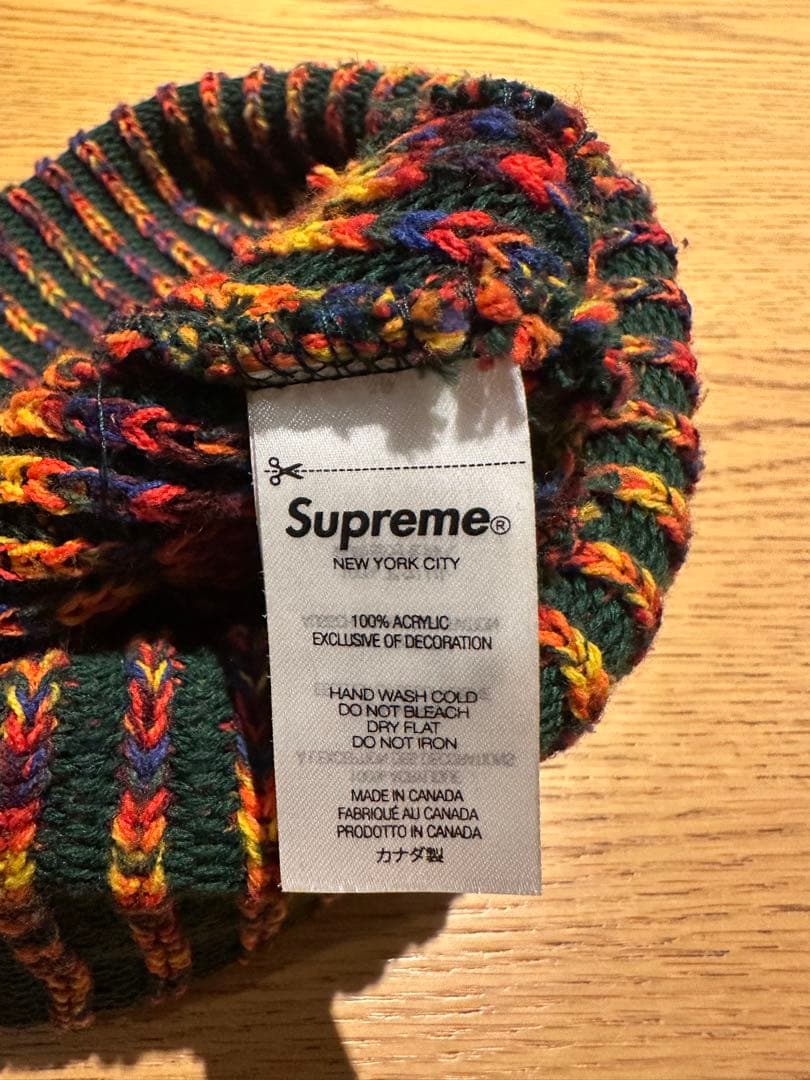 Supreme®
NEW YORK CITY
100% ACRYLIC
EXCLUSIVE OF DECORATION
HAND WASH COLD
DO NOT BLEACH
DRY FLAT
DO NOT IRON
MADE IN CANADA
FABRIQUÉ AU CANADA
PRODOTTO IN CANADA
カナダ製